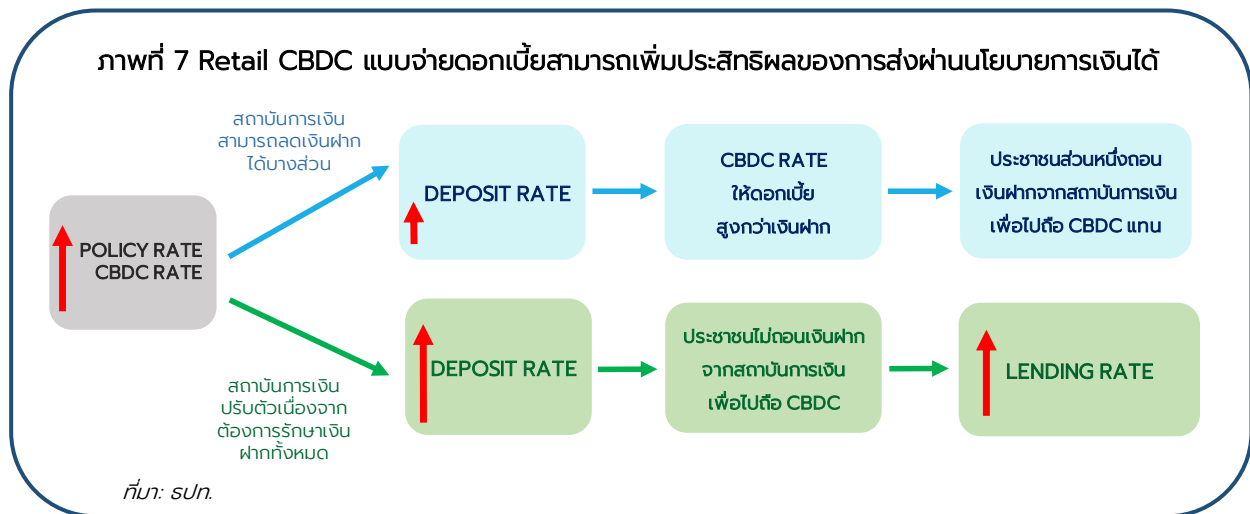 ภาพที่ 7 Retail CBDC แบบจ่ายดอกเบี้ยสามารถเพิ่มประสิทธิผลของการส่งผ่านนโยบายการเงินได้
สถาบันการเงิน
สามารถลดเงินฝาก
ได้บางส่วน
POLICY RATE
CBDC RATE
DEPOSIT RATE
CBDC RATE
ให้ดอกเบี้ย
สูงกว่าเงินฝาก
ประชาชนส่วนหนึ่งถอน
เงินฝากจากสถาบันการเงิน
เพื่อไปถือ CBDC แทน
สถาบันการเงิน
ปรับตัวเนื่องจาก
ต้องการรักษาเงิน
ฝากทั้งหมด
DEPOSIT RATE
ประชาชนไม่ถอนเงินฝาก
จากสถาบันการเงิน
เพื่อไปถือ CBDC
LENDING RATE
ที่มา: ธปท.